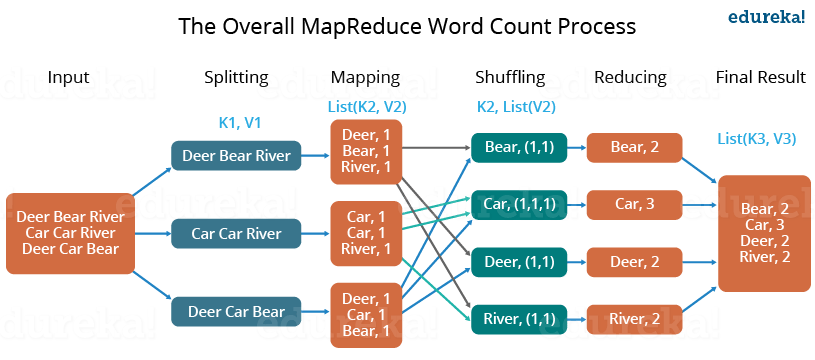 edureka!
The Overall MapReduce Word Count Process
Input
Splitting
Mapping
Shuffling
Reducing
Final Result
K1, V1
List(K2, V2)
K2, List(V2)
List(K3, V3)
Deer Bear River
Car Car River
Deer Car Bear
Deer Bear River
Car Car River
Deer Car Bear
Deer, 1
Bear, 1
River, 1
Car, 1
Car, 1
River, 1
Deer, 1
Car, 1
Bear, 1
Bear, (1,1)
Car, (1,1,1)
Deer, (1,1)
River, (1,1)
Bear, 2
Car, 3
Deer, 2
River, 2
Bear, 2
Car, 3
Deer, 2
River, 2